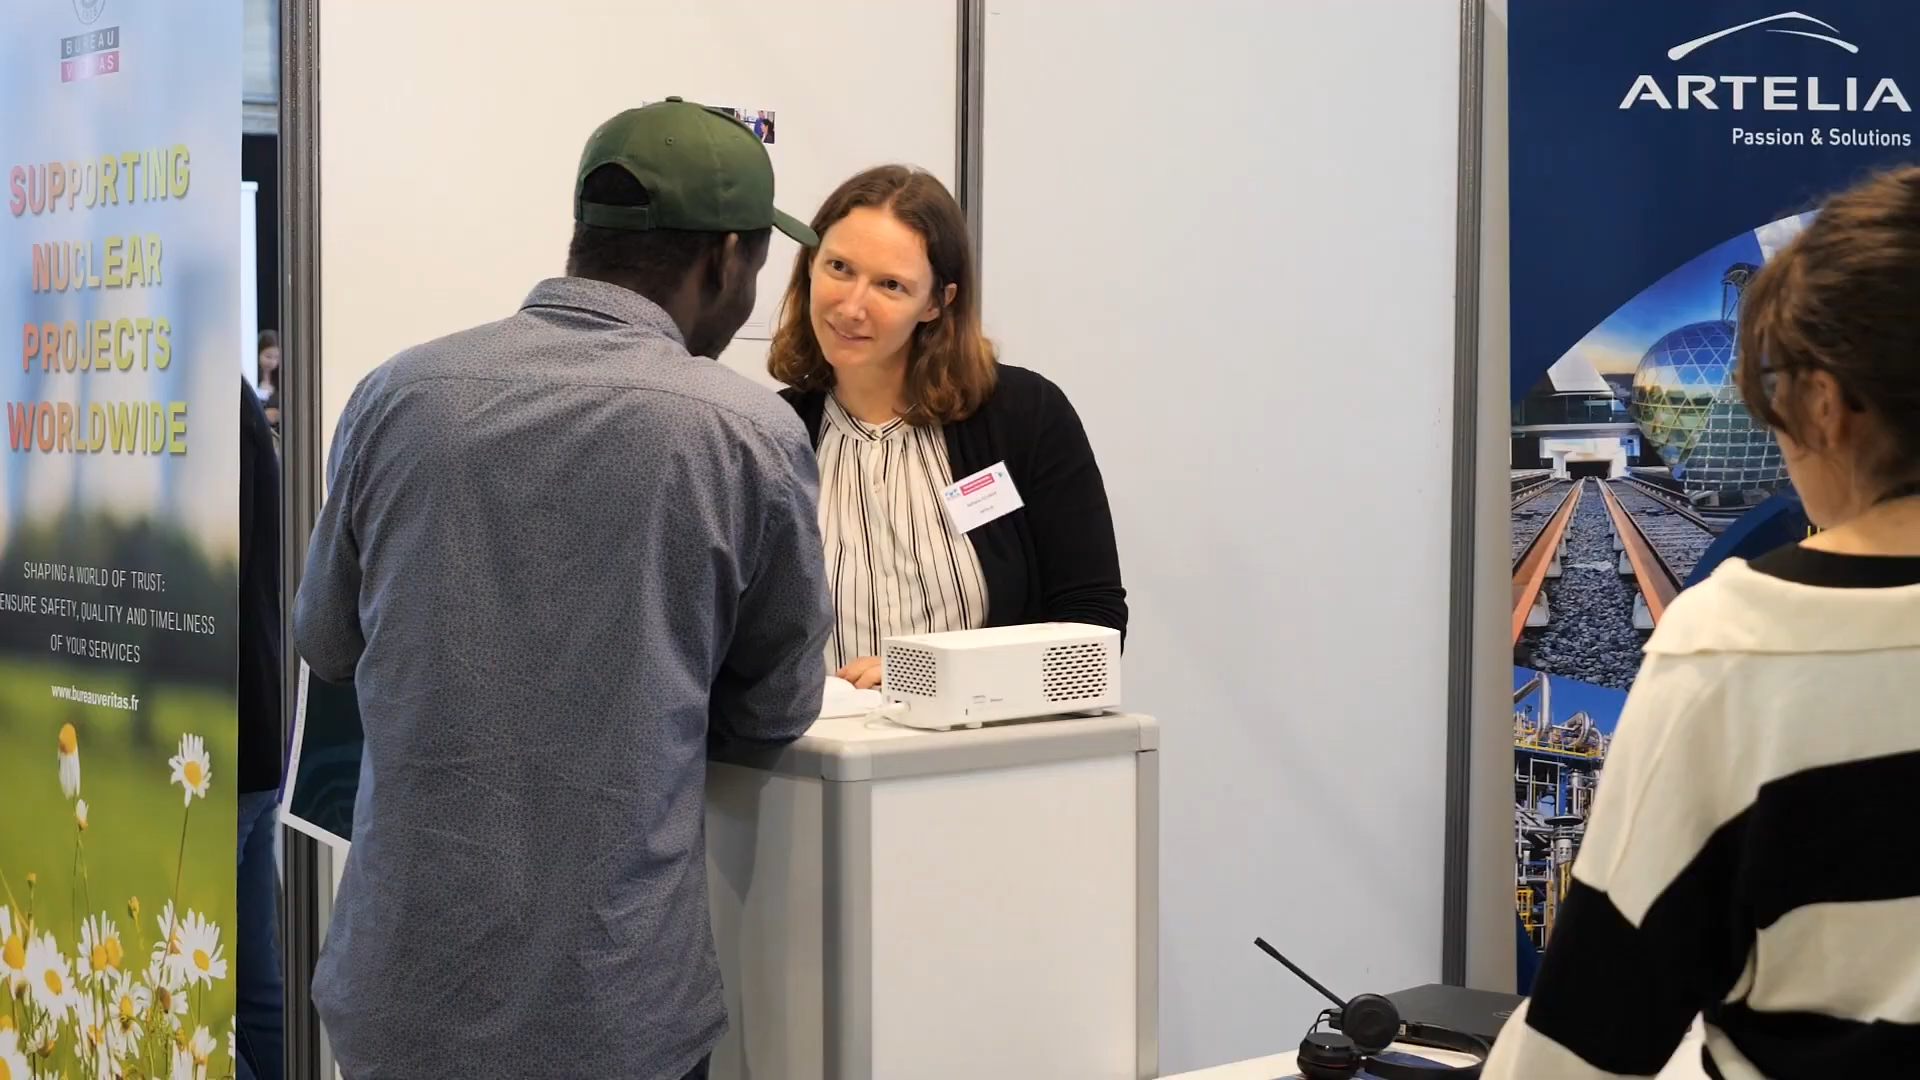 BUREAU
VERITAS
SUPPORTING
NUCLEAR
PROJECTS
WORLDWIDE
SHAPING A WORLD OF TRUST:
ENSURE SAFETY, QUALITY AND TIMELINESS
OF YOUR SERVICES
www.bureauveritas.fr
ARTELIA
Passion & Solutions